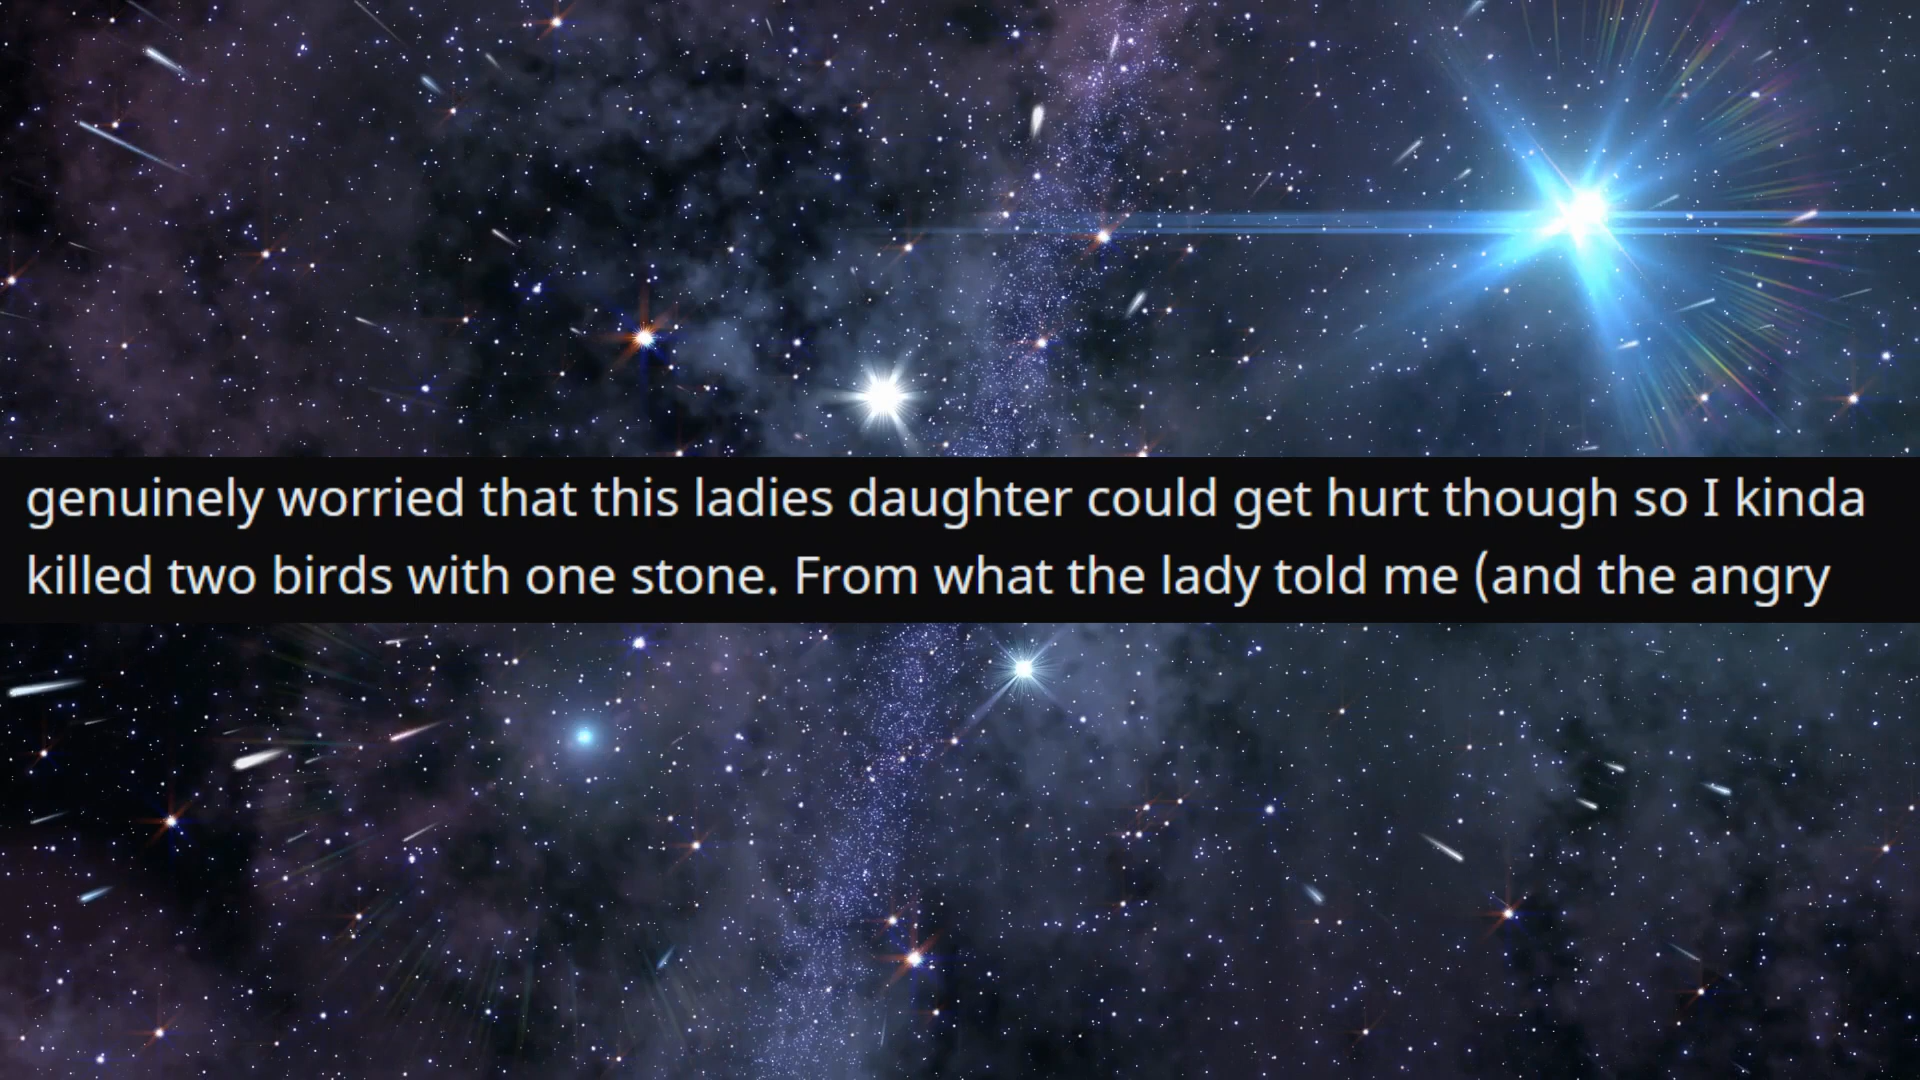 genuinely worried that this ladies daughter could get hurt though so I kinda
killed two birds with one stone. From what the lady told me (and the angry